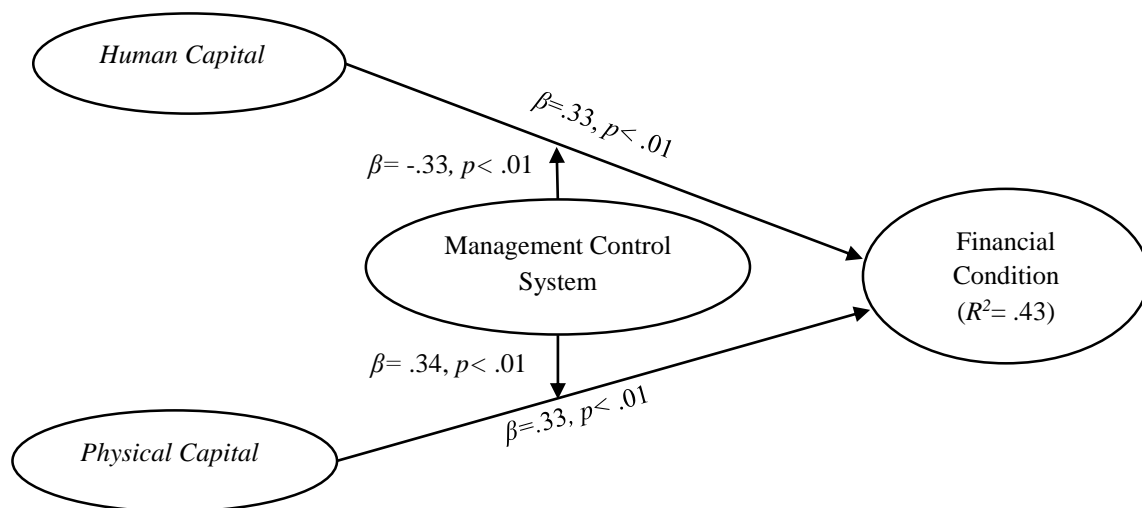 Human Capital
β=.33, p< .01
β= -.33, p< .01
Management Control
System
Financial
Condition
(R²= .43)
β= .34, p< .01
β=.33, p< .01
Physical Capital